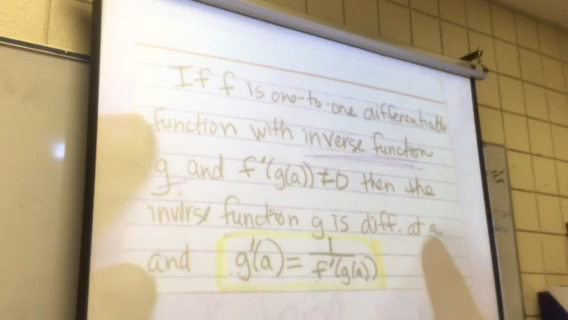 If f is one-to-one differentiable
function with inverse function
g and f'(g(a)) ≠ 0 then the
inverse function g is diff. at a
and g'(a) = 1/f'(g(a))